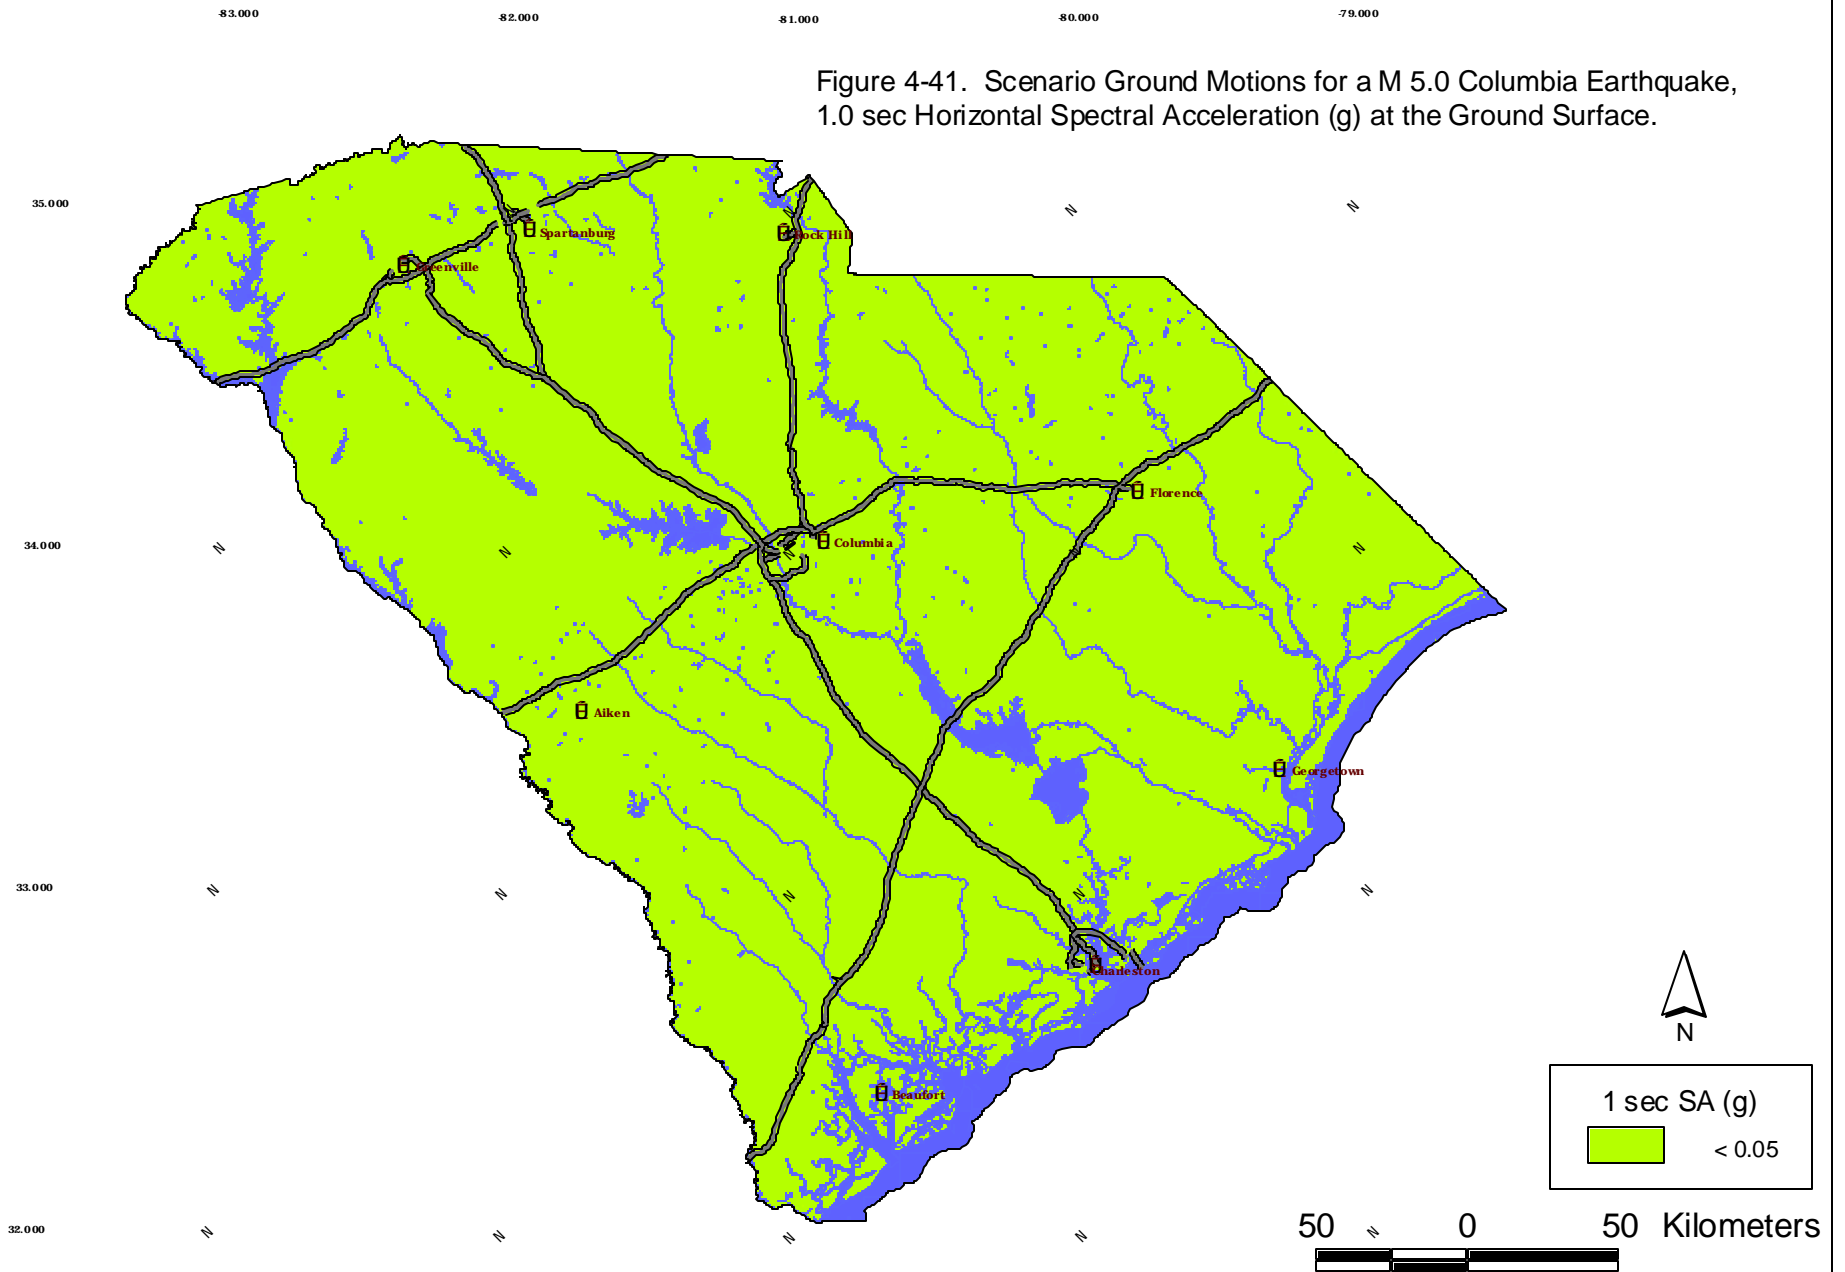 -83.000 -82.000 -81.000 -80.000 -79.000
Figure 4-41. Scenario Ground Motions for a M 5.0 Columbia Earthquake,
1.0 sec Horizontal Spectral Acceleration (g) at the Ground Surface.
35.000
N N N
Spartanburg
Rock Hill
Greenville
Florence
34.000
Columbia
N N N N N
Aiken
Georgetown
33.000
N N N N N
Charleston
N
Beaufort
1 sec SA (g)
< 0.05
32.000
N N N N N
50 0 50 Kilometers